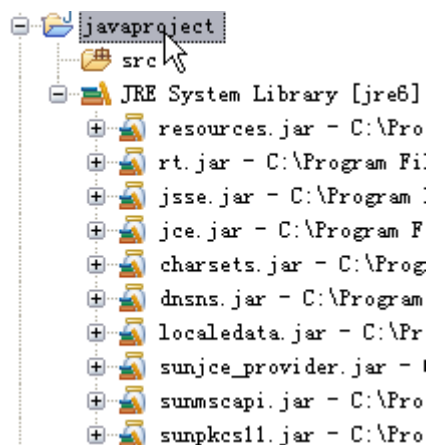 javaproject
src
JRE System Library [jre6]
resources.jar - C:\Pro
rt.jar - C:\Program Fil
jsse.jar - C:\Program
jce.jar - C:\Program F
charsets.jar - C:\Prog
dnsns.jar - C:\Program
localedata.jar - C:\Pr
sunjce_provider.jar -
sunmscapi.jar - C:\Pro
sunpkcs11.jar - C:\Pro